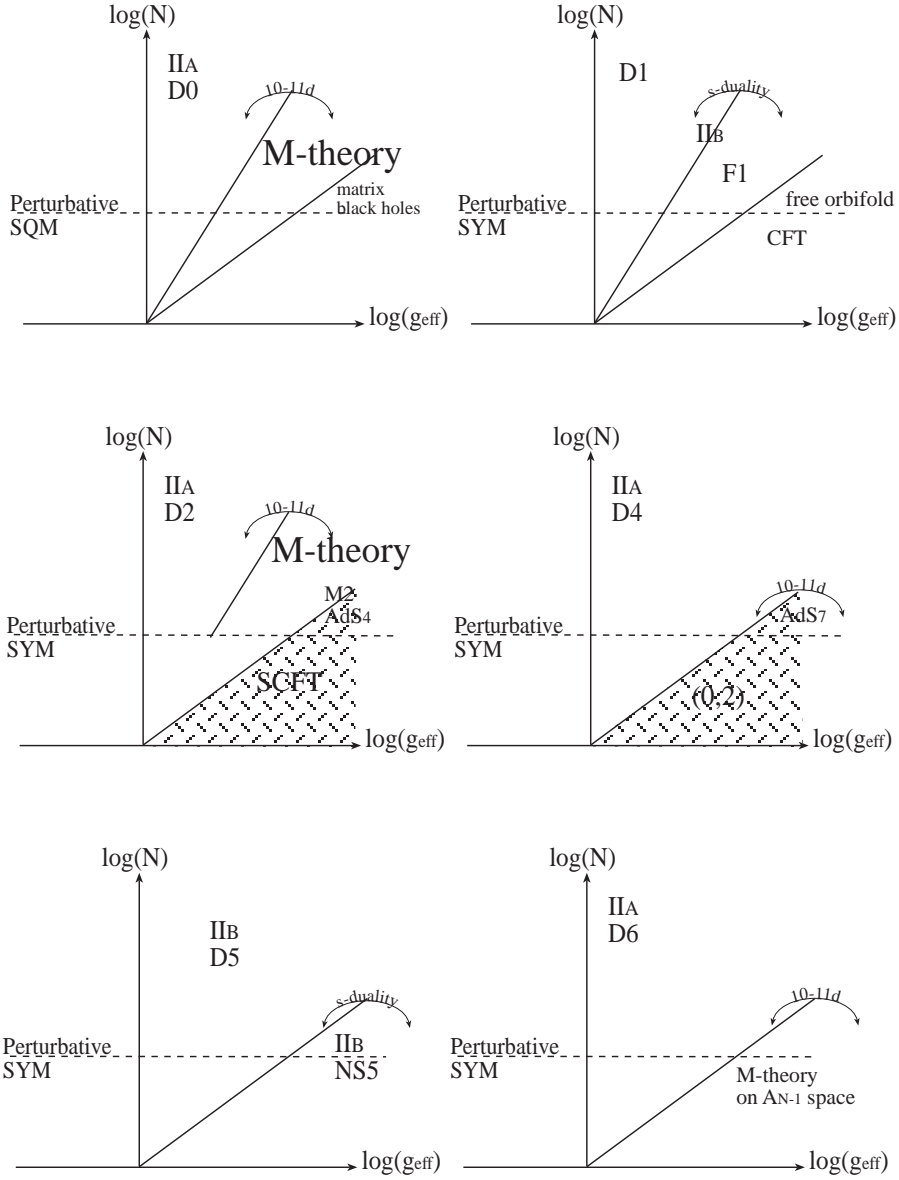 log(N)
IIA
D0
10-11d
M-theory
matrix
black holes
Perturbative
SQM
log(geff)
log(N)
D1
s-duality
IIB
F1
free orbifold
Perturbative
SYM
CFT
log(geff)
log(N)
IIA
D2
10-11d
M-theory
M2
AdS4
Perturbative
SYM
SCFT
log(geff)
log(N)
IIA
D4
10-11d
AdS7
Perturbative
SYM
(0,2)
log(geff)
log(N)
IIB
D5
s-duality
Perturbative
SYM
IIB
NS5
log(geff)
log(N)
IIA
D6
10-11d
Perturbative
SYM
M-theory
on AN-1 space
log(geff)